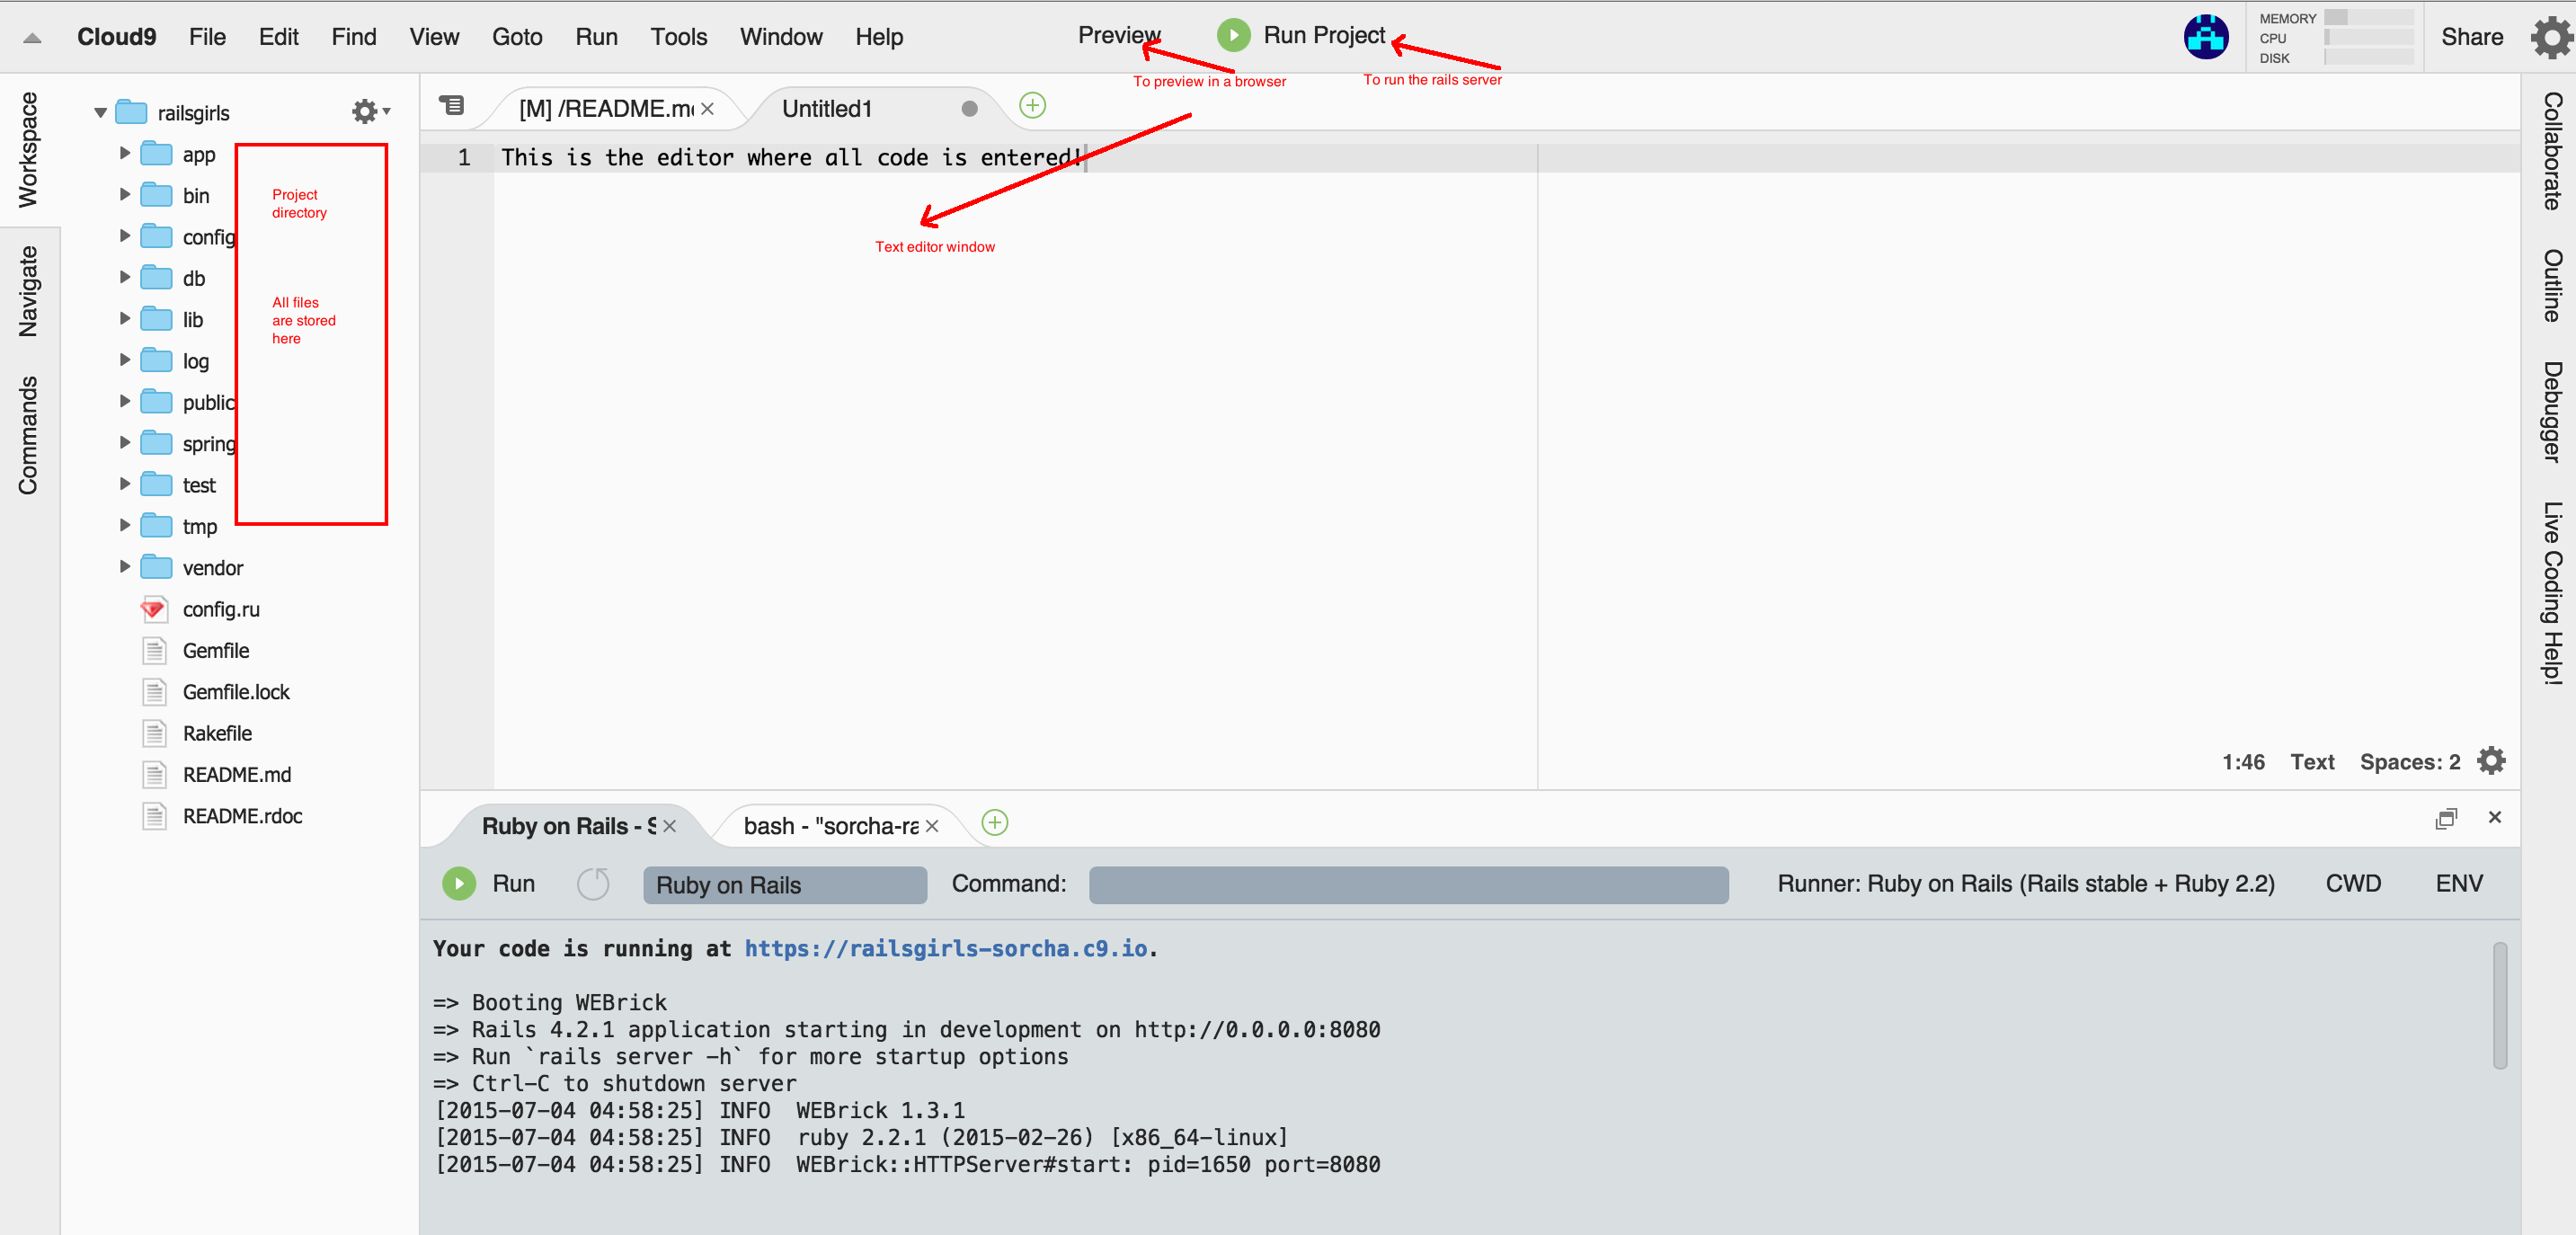 Cloud9 File Edit Find View Goto Run Tools Window Help Preview Run Project MEMORY CPU DISK Share
To preview in a browser
To run the rails server
Workspace
Navigate
Commands
railsgirls
app
bin
config
db
lib
log
public
spring
test
tmp
vendor
config.ru
Gemfile
Gemfile.lock
Rakefile
README.md
README.rdoc
Project
directory
All files
are stored
here
[M] /README.m Untitled1
1 This is the editor where all code is entered!
Text editor window
1:46 Text Spaces: 2
Ruby on Rails - S bash - "sorcha-ra
Run Ruby on Rails Command: Runner: Ruby on Rails (Rails stable + Ruby 2.2) CWD ENV
Your code is running at https://railsgirls-sorcha.c9.io.
=> Booting WEBrick
=> Rails 4.2.1 application starting in development on http://0.0.0.0:8080
=> Run `rails server -h` for more startup options
=> Ctrl-C to shutdown server
[2015-07-04 04:58:25] INFO  WEBrick 1.3.1
[2015-07-04 04:58:25] INFO  ruby 2.2.1 (2015-02-26) [x86_64-linux]
[2015-07-04 04:58:25] INFO  WEBrick::HTTPServer#start: pid=1650 port=8080
Collaborate
Outline
Debugger
Live Coding Help!